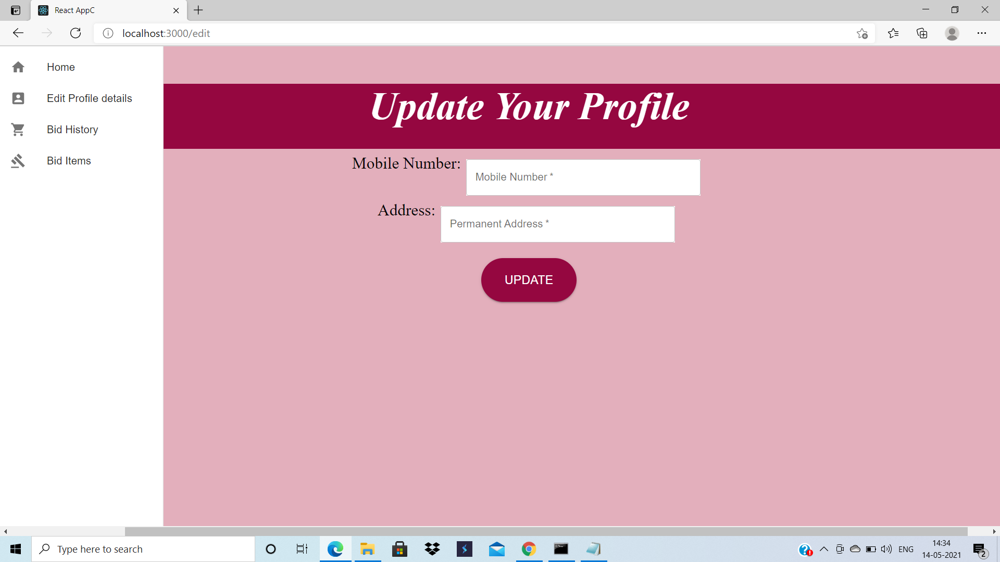 React AppC
localhost:3000/edit
Home
Edit Profile details
Bid History
Bid Items
Update Your Profile
Mobile Number:
Mobile Number *
Address:
Permanent Address *
UPDATE
Type here to search
ENG
14:34
14-05-2021
2